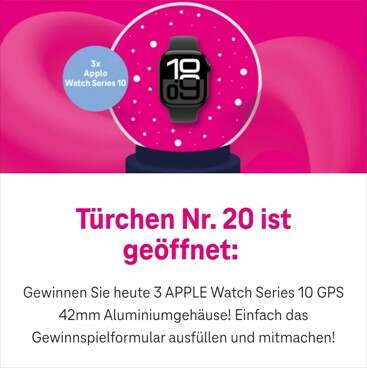 3x
Apple
Watch Series 10
10
09
Türchen Nr. 20 ist
geöffnet:
Gewinnen Sie heute 3 APPLE Watch Series 10 GPS
42mm Aluminiumgehäuse! Einfach das
Gewinnspielformular ausfüllen und mitmachen!